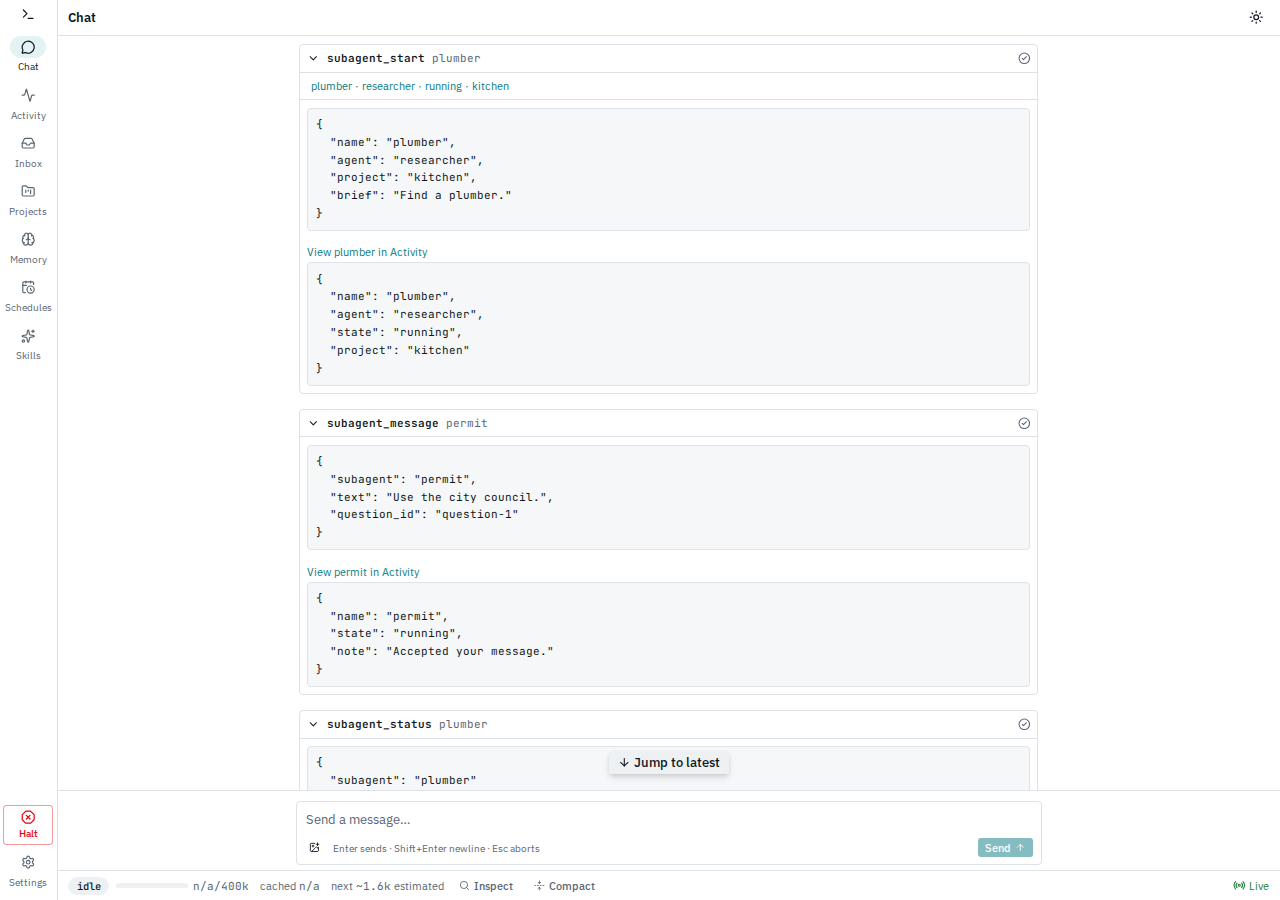 Chat
Chat
Activity
Inbox
Projects
Memory
Schedules
Skills
Halt
Settings
subagent_start plumber
plumber · researcher · running · kitchen
{
"name": "plumber",
"agent": "researcher",
"project": "kitchen",
"brief": "Find a plumber."
}
View plumber in Activity
{
"name": "plumber",
"agent": "researcher",
"state": "running",
"project": "kitchen"
}
subagent_message permit
{
"subagent": "permit",
"text": "Use the city council.",
"question_id": "question-1"
}
View permit in Activity
{
"name": "permit",
"state": "running",
"note": "Accepted your message."
}
subagent_status plumber
{
"subagent": "plumber"
Jump to latest
Send a message…
Enter sends · Shift+Enter newline · Esc aborts
Send
idle n/a/400k cached n/a next ~1.6k estimated Inspect Compact Live